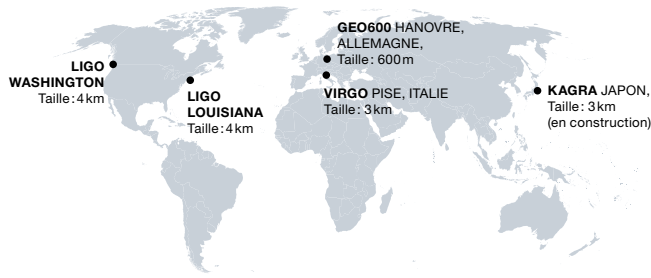 LIGO
WASHINGTON
Taille : 4 km
LIGO
LOUISIANA
Taille : 4 km
GEO600 HANOVRE,
ALLEMAGNE,
Taille : 600 m
VIRGO PISE, ITALIE
Taille : 3 km
KAGRA JAPON,
Taille : 3 km
(en construction)